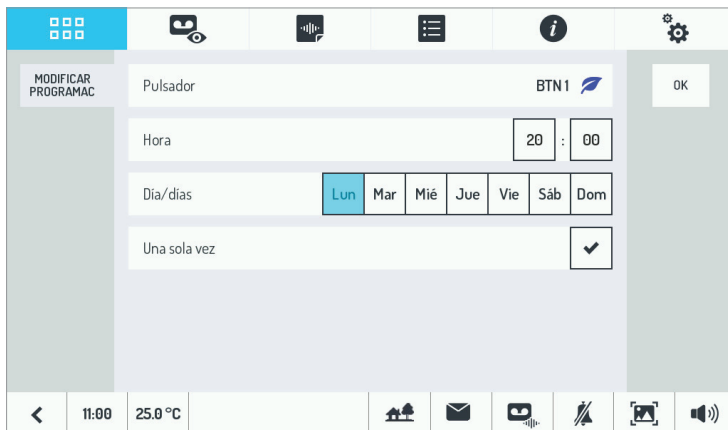 MODIFICAR
PROGRAMAC
Pulsador
BTN 1
OK
Hora
20 : 00
Día/días
Lun Mar Mié Jue Vie Sáb Dom
Una sola vez
11:00
25.0 °C